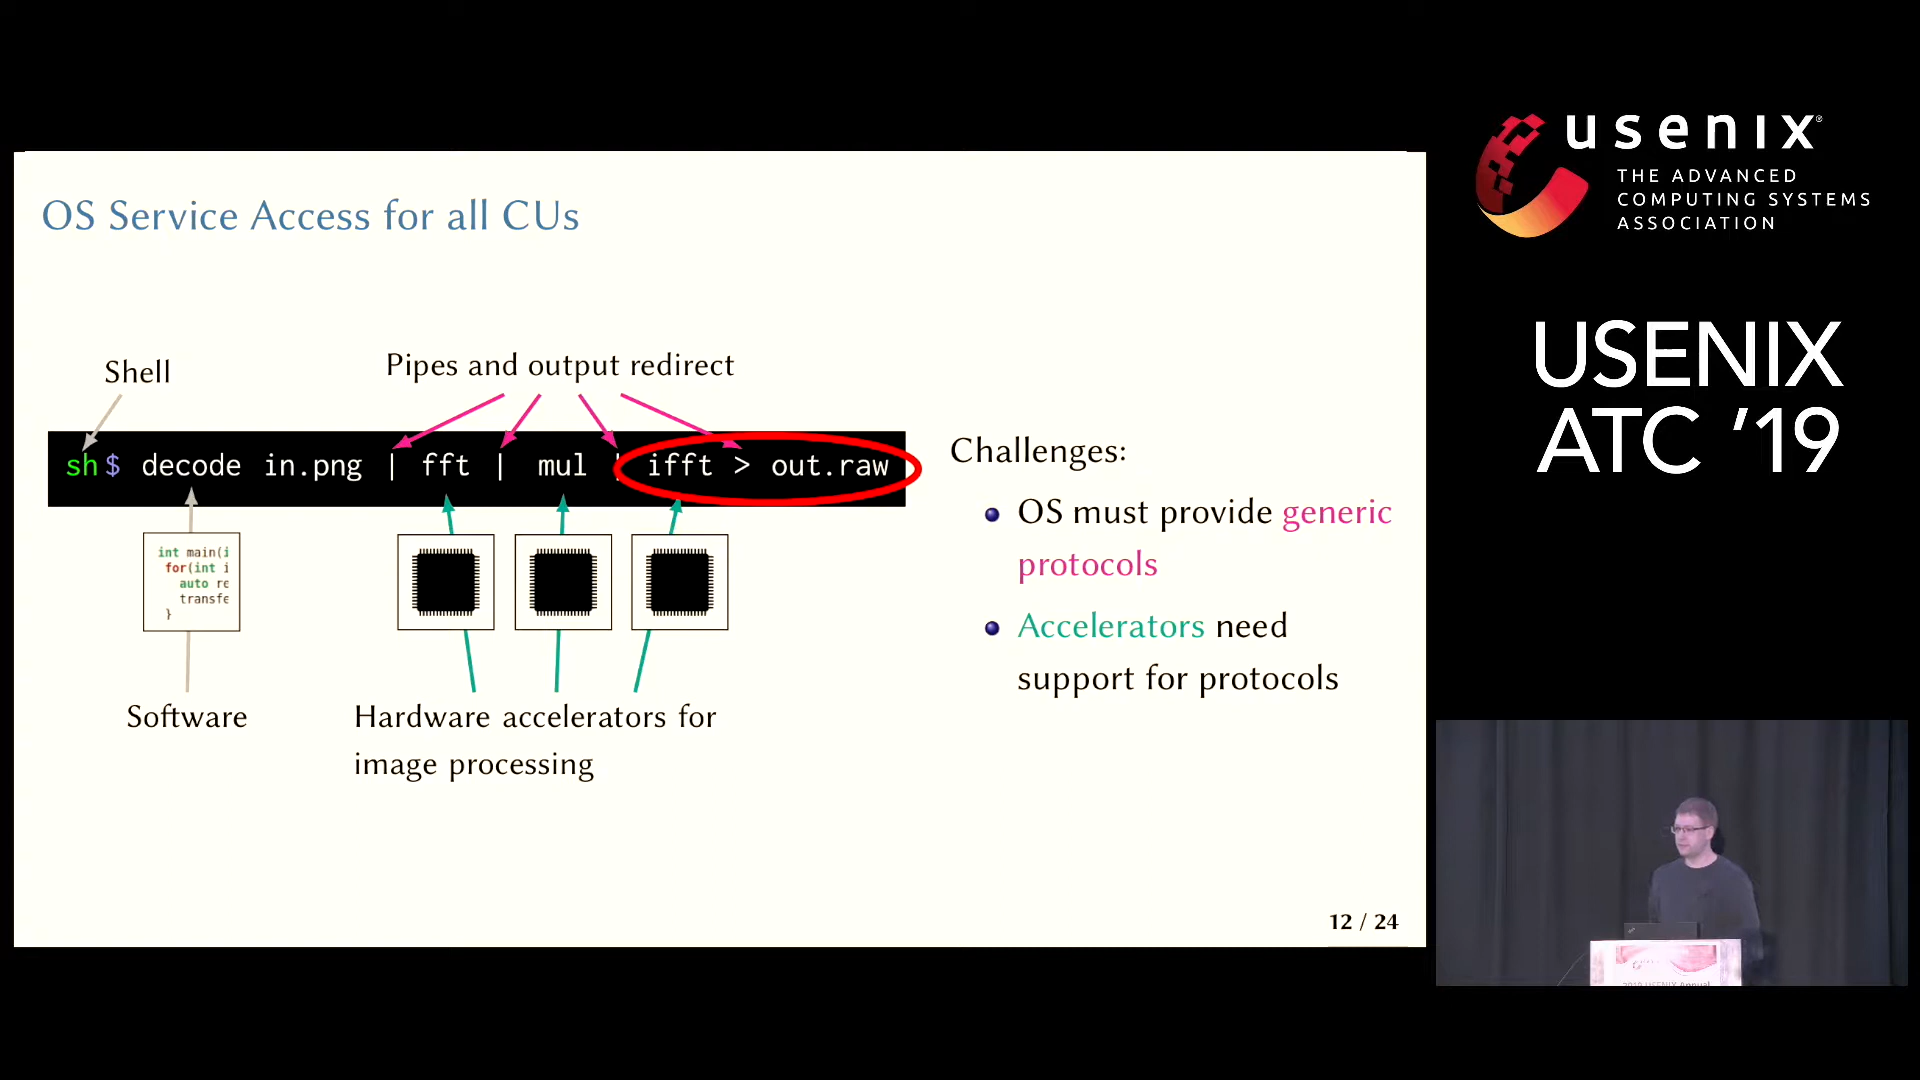 OS Service Access for all CUs
Shell
Pipes and output redirect
sh$ decode in.png | fft | mul | ifft > out.raw
int main(i
for(int i
auto re
transfe
}
Software
Hardware accelerators for
image processing
Challenges:
OS must provide generic
protocols
Accelerators need
support for protocols
12 / 24
usenix®
THE ADVANCED
COMPUTING SYSTEMS
ASSOCIATION
USENIX
ATC '19